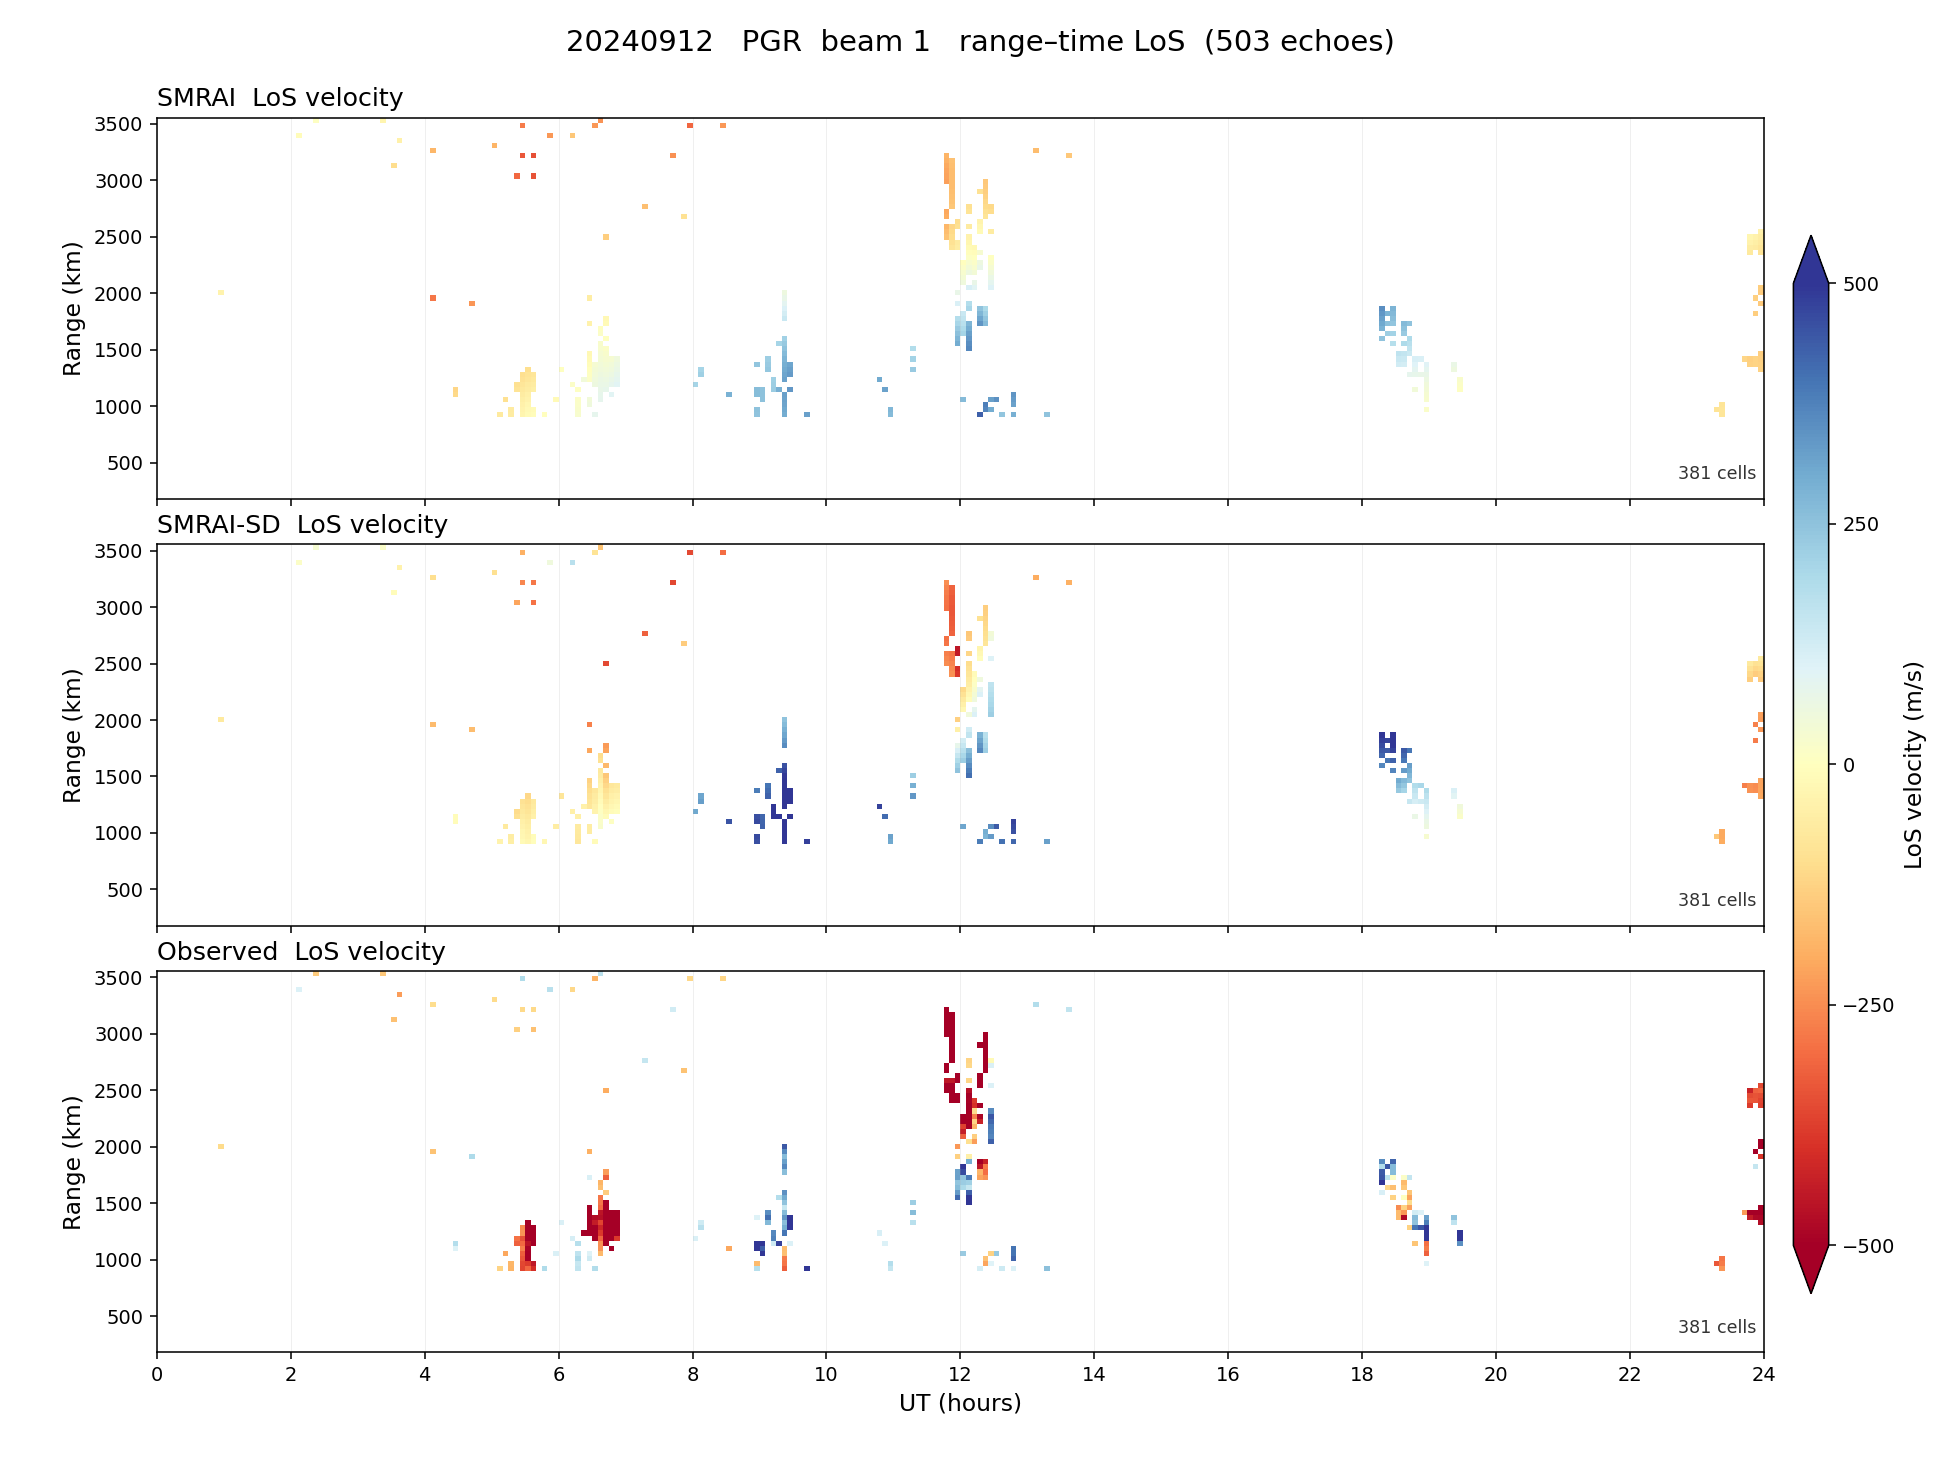 20240912   PGR  beam 1   range–time LoS  (503 echoes)
SMRAI  LoS velocity
3500
3000
2500
2000
1500
1000
500
Range (km)
381 cells
SMRAI-SD  LoS velocity
3500
3000
2500
2000
1500
1000
500
Range (km)
381 cells
Observed  LoS velocity
3500
3000
2500
2000
1500
1000
500
Range (km)
381 cells
0 2 4 6 8 10 12 14 16 18 20 22 24
UT (hours)
500
250
0
−250
−500
LoS velocity (m/s)